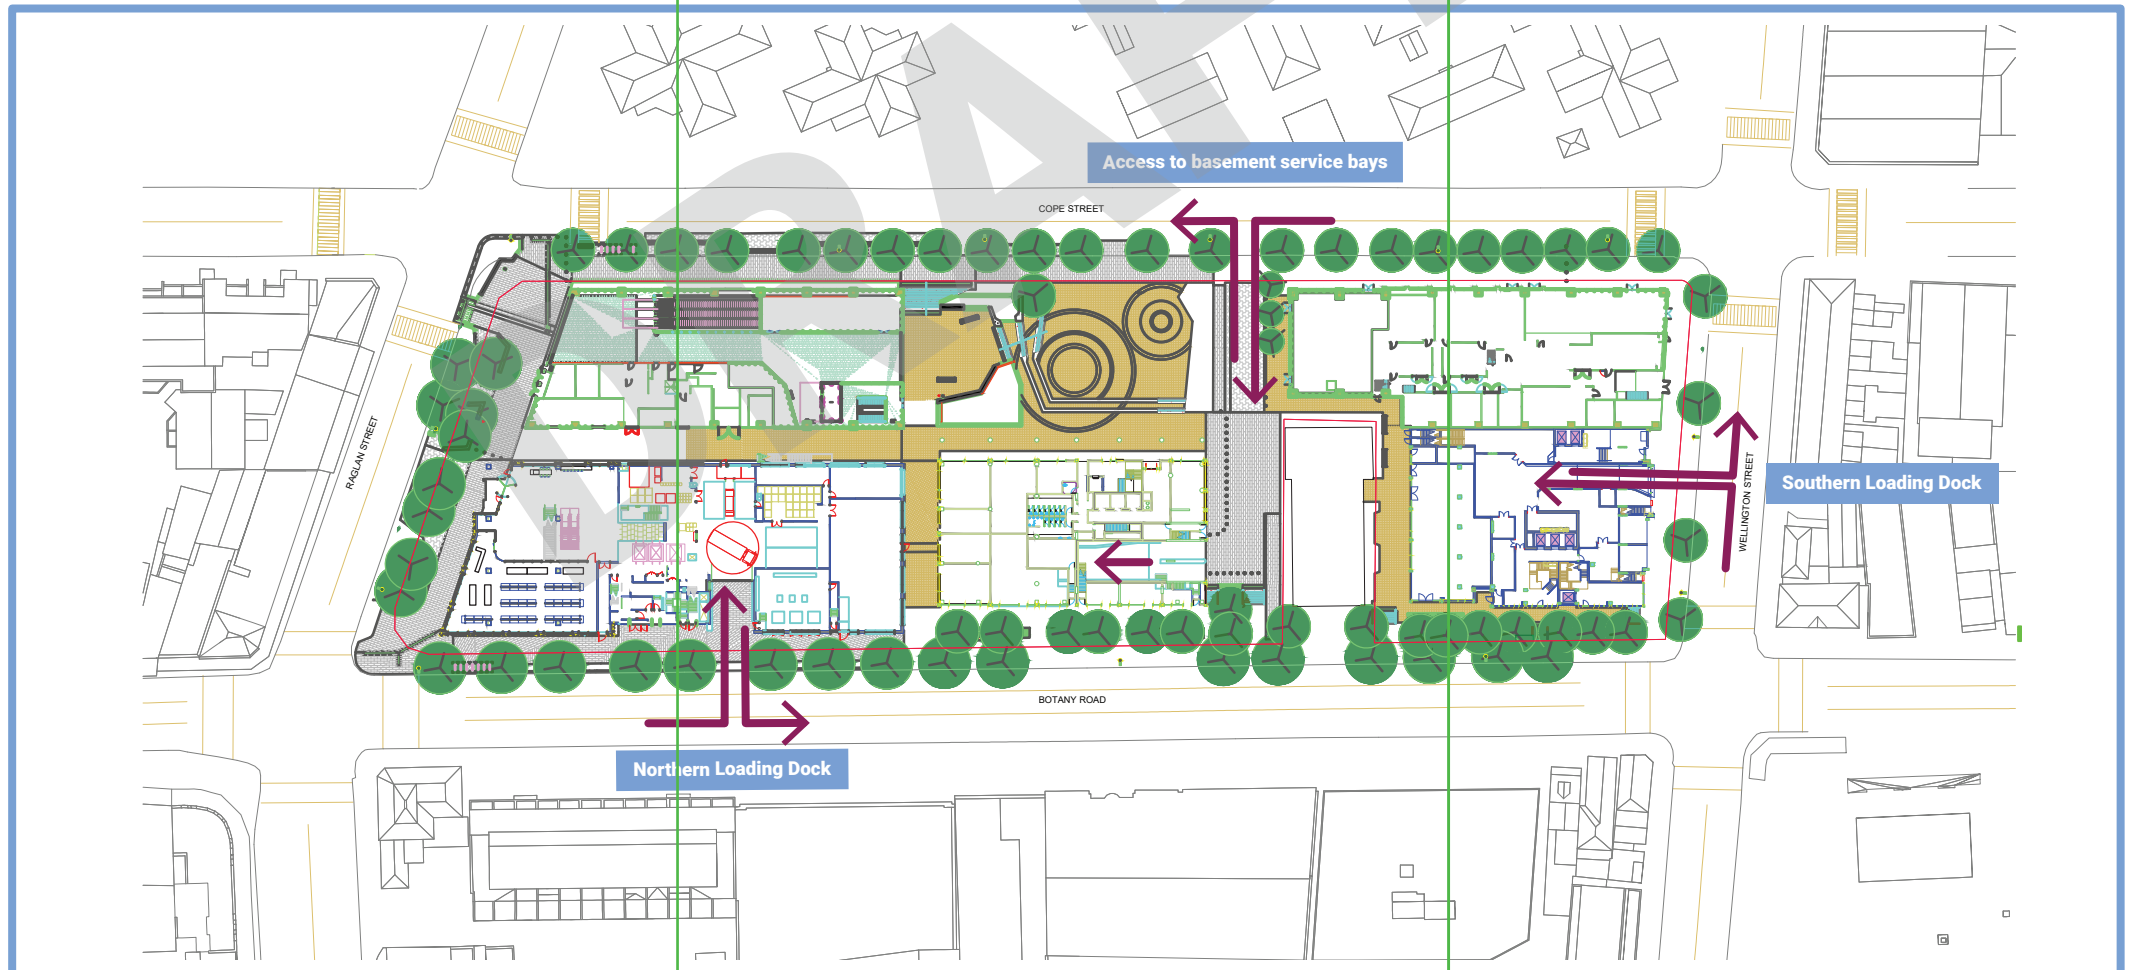 Access to basement service bays
COPE STREET
RAGLAN STREET
WELLINGTON STREET
Southern Loading Dock
BOTANY ROAD
Northern Loading Dock